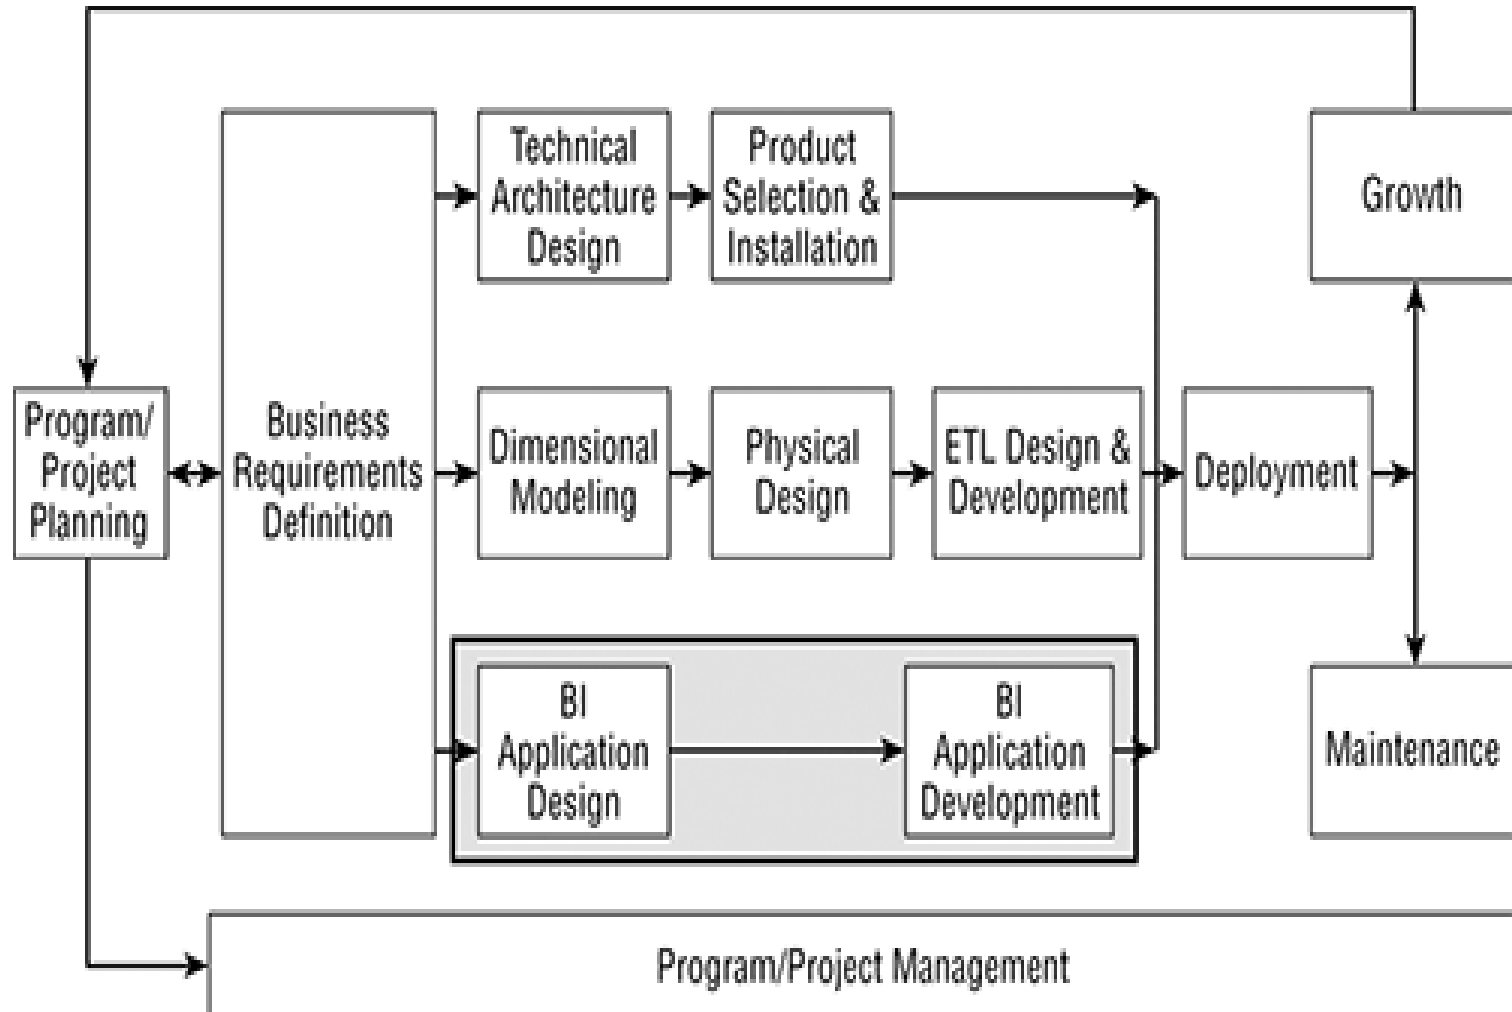 Technical
Architecture
Design
Product
Selection &
Installation
Growth
Program/
Project
Planning
Business
Requirements
Definition
Dimensional
Modeling
Physical
Design
ETL Design &
Development
Deployment
BI
Application
Design
BI
Application
Development
Maintenance
Program/Project Management